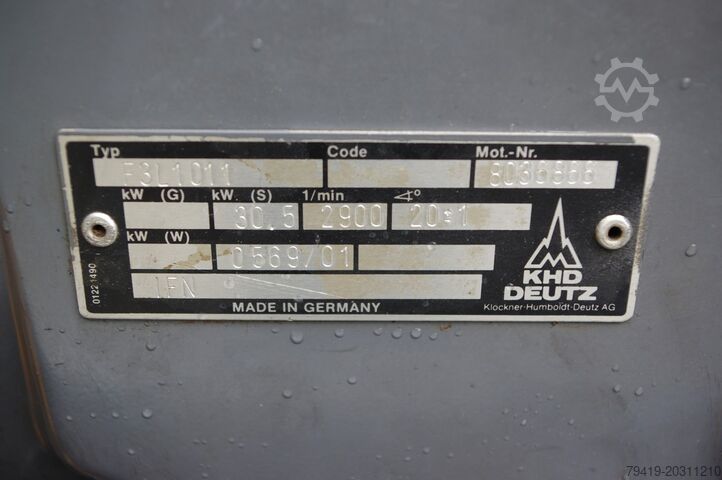 Typ Code Mot.-Nr.
F3L1011 8036866
kW (G) kW (S) 1/min ∢°
30,5 2900 20±1
kW (W)
0569/01
1FN
MADE IN GERMANY
KHD
DEUTZ
Klöckner-Humboldt-Deutz AG
0122 1490
79419-20311210